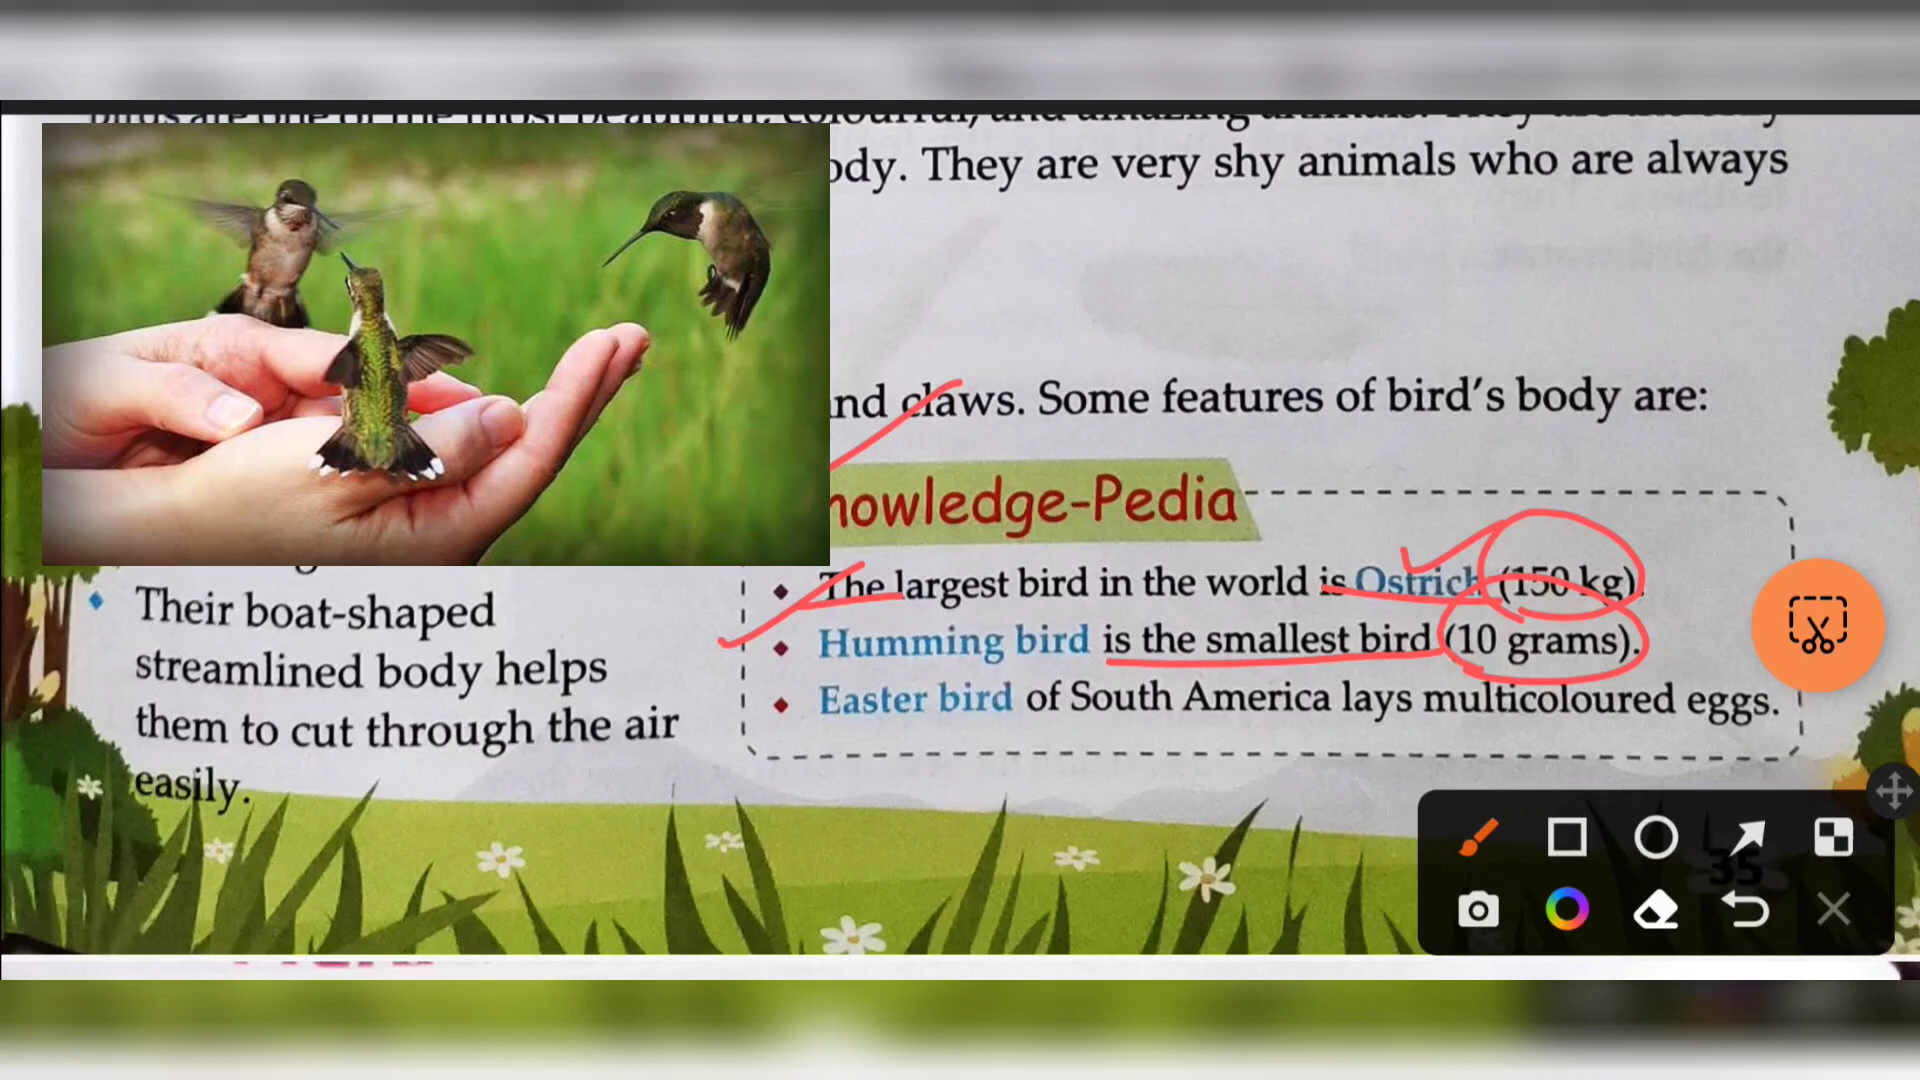 ody. They are very shy animals who are always
nd claws. Some features of bird's body are:
nowledge-Pedia
The largest bird in the world is Ostrich (150 kg).
Humming bird is the smallest bird (10 grams).
Easter bird of South America lays multicoloured eggs.
Their boat-shaped
streamlined body helps
them to cut through the air
easily.
35